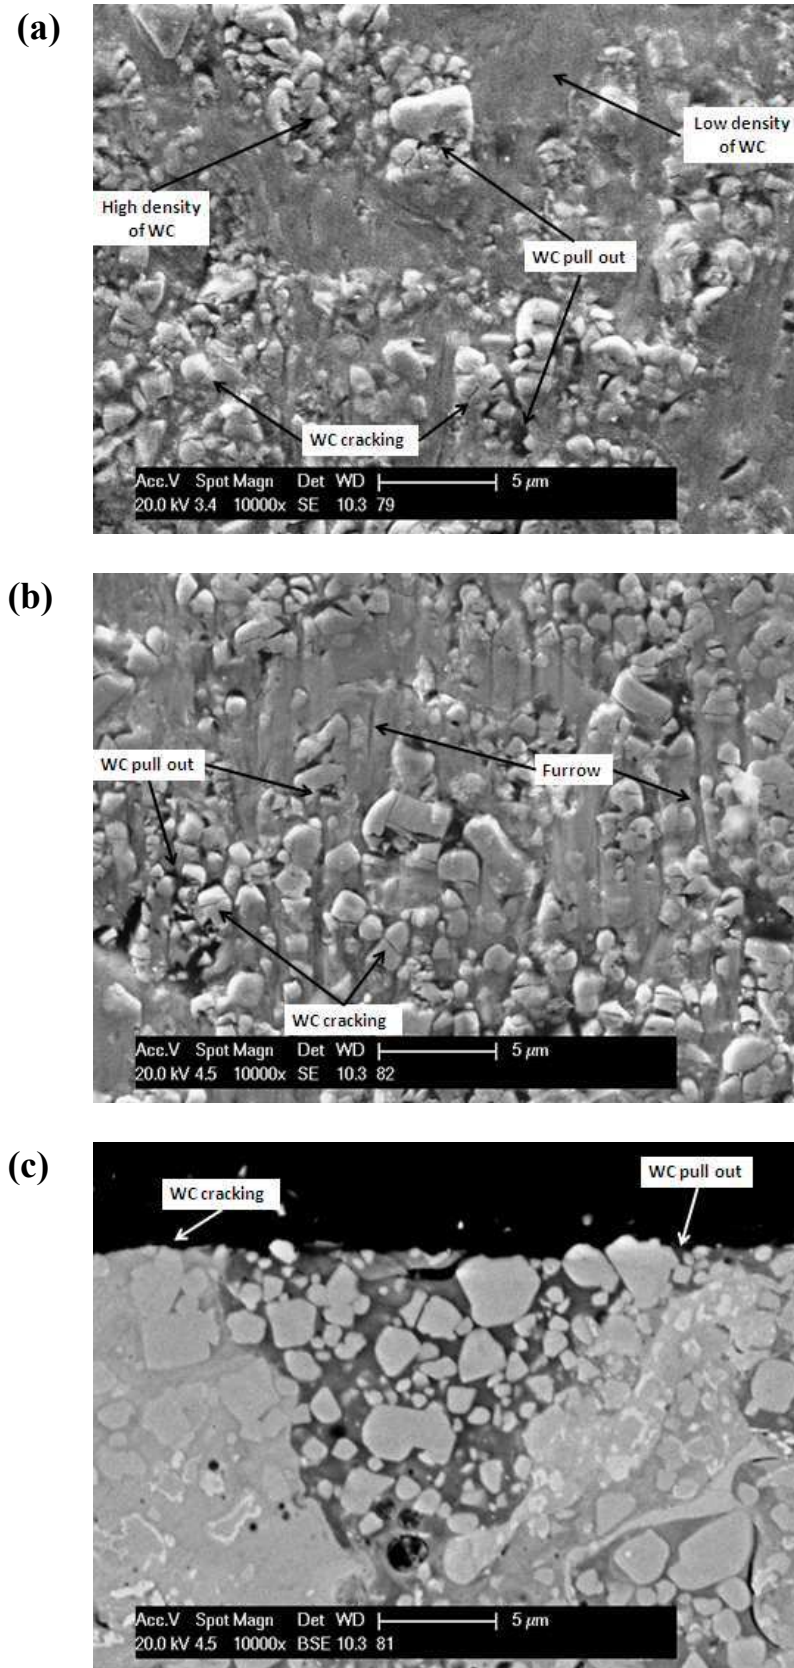 (a)
Low density
of WC
High density
of WC
WC pull out
WC cracking
Acc.V Spot Magn Det WD 5 µm
20.0 kV 3.4 10000x SE 10.3 79
(b)
WC pull out
Furrow
WC cracking
Acc.V Spot Magn Det WD 5 µm
20.0 kV 4.5 10000x SE 10.3 82
(c)
WC pull out
WC cracking
Acc.V Spot Magn Det WD 5 µm
20.0 kV 4.5 10000x BSE 10.3 81